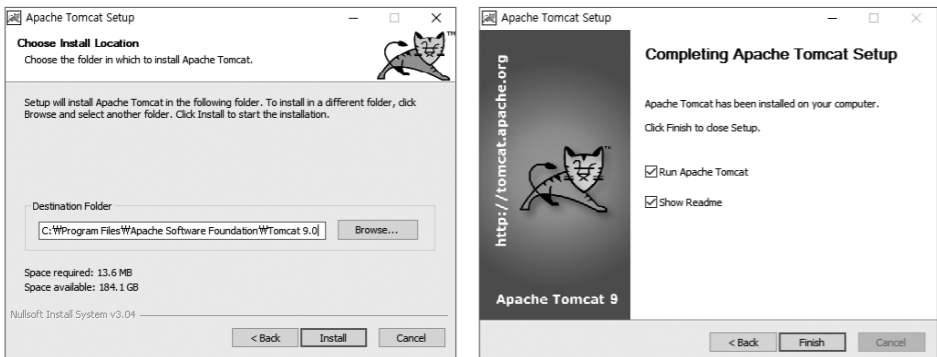 Apache Tomcat Setup
Choose Install Location
Choose the folder in which to install Apache Tomcat.
TM
Setup will install Apache Tomcat in the following folder. To install in a different folder, click
Browse and select another folder. Click Install to start the installation.
Destination Folder
C:₩Program Files₩Apache Software Foundation₩Tomcat 9.0
Browse...
Space required: 13.6 MB
Space available: 184.1 GB
Nullsoft Install System v3.04
< Back
Install
Cancel
Apache Tomcat Setup
http://tomcat.apache.org
TM
Apache Tomcat 9
Completing Apache Tomcat Setup
Apache Tomcat has been installed on your computer.
Click Finish to close Setup.
Run Apache Tomcat
Show Readme
< Back
Finish
Cancel